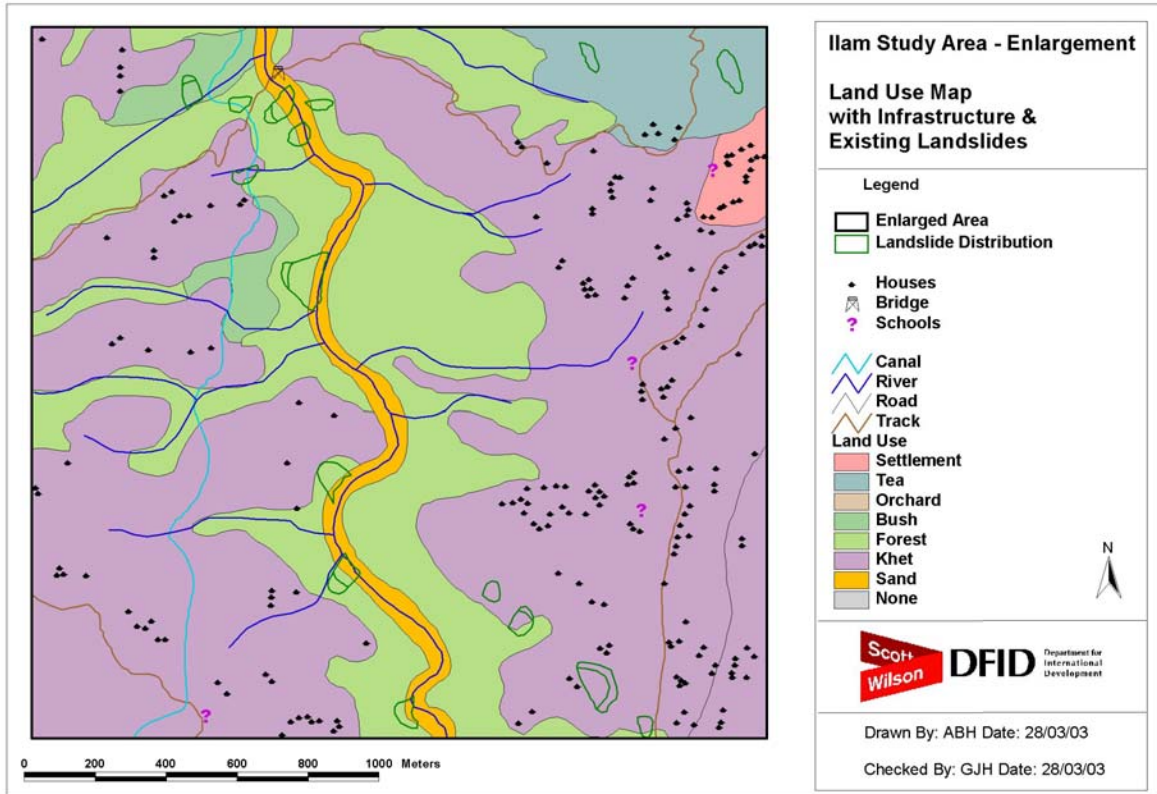 Ilam Study Area - Enlargement
Land Use Map
with Infrastructure &
Existing Landslides
Legend
Enlarged Area
Landslide Distribution
Houses
Bridge
? Schools
Canal
River
Road
Track
Land Use
Settlement
Tea
Orchard
Bush
Forest
Khet
Sand
None
N
Scott
Wilson
DFID
Department for
International
Development
Drawn By: ABH Date: 28/03/03
Checked By: GJH Date: 28/03/03
?
?
?
?
0 200 400 600 800 1000 Meters